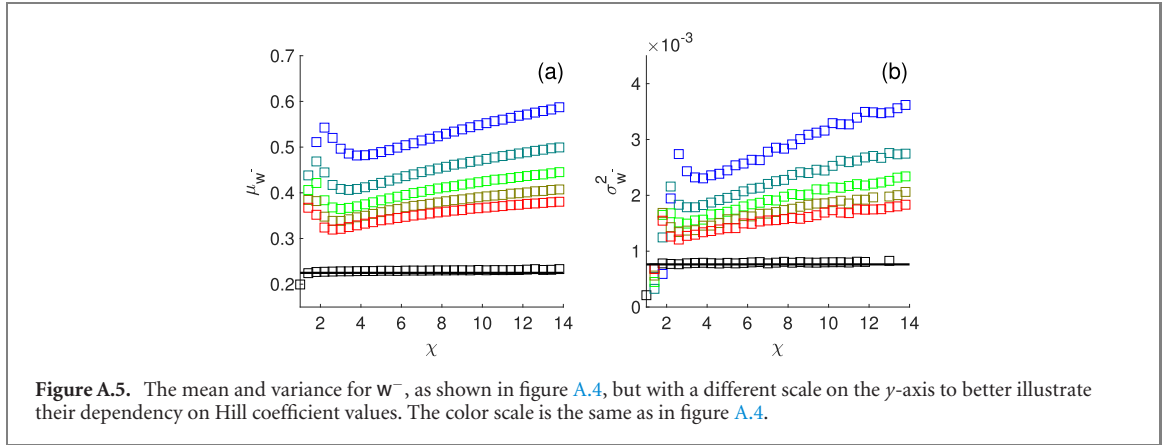 (a)
0.7
0.6
0.5
0.4
0.3
0.2
μw-
2 4 6 8 10 12 14
χ
×10-3
(b)
4
3
2
1
0
σ2w-
2 4 6 8 10 12 14
χ
Figure A.5. The mean and variance for w−, as shown in figure A.4, but with a different scale on the y-axis to better illustrate
their dependency on Hill coefficient values. The color scale is the same as in figure A.4.